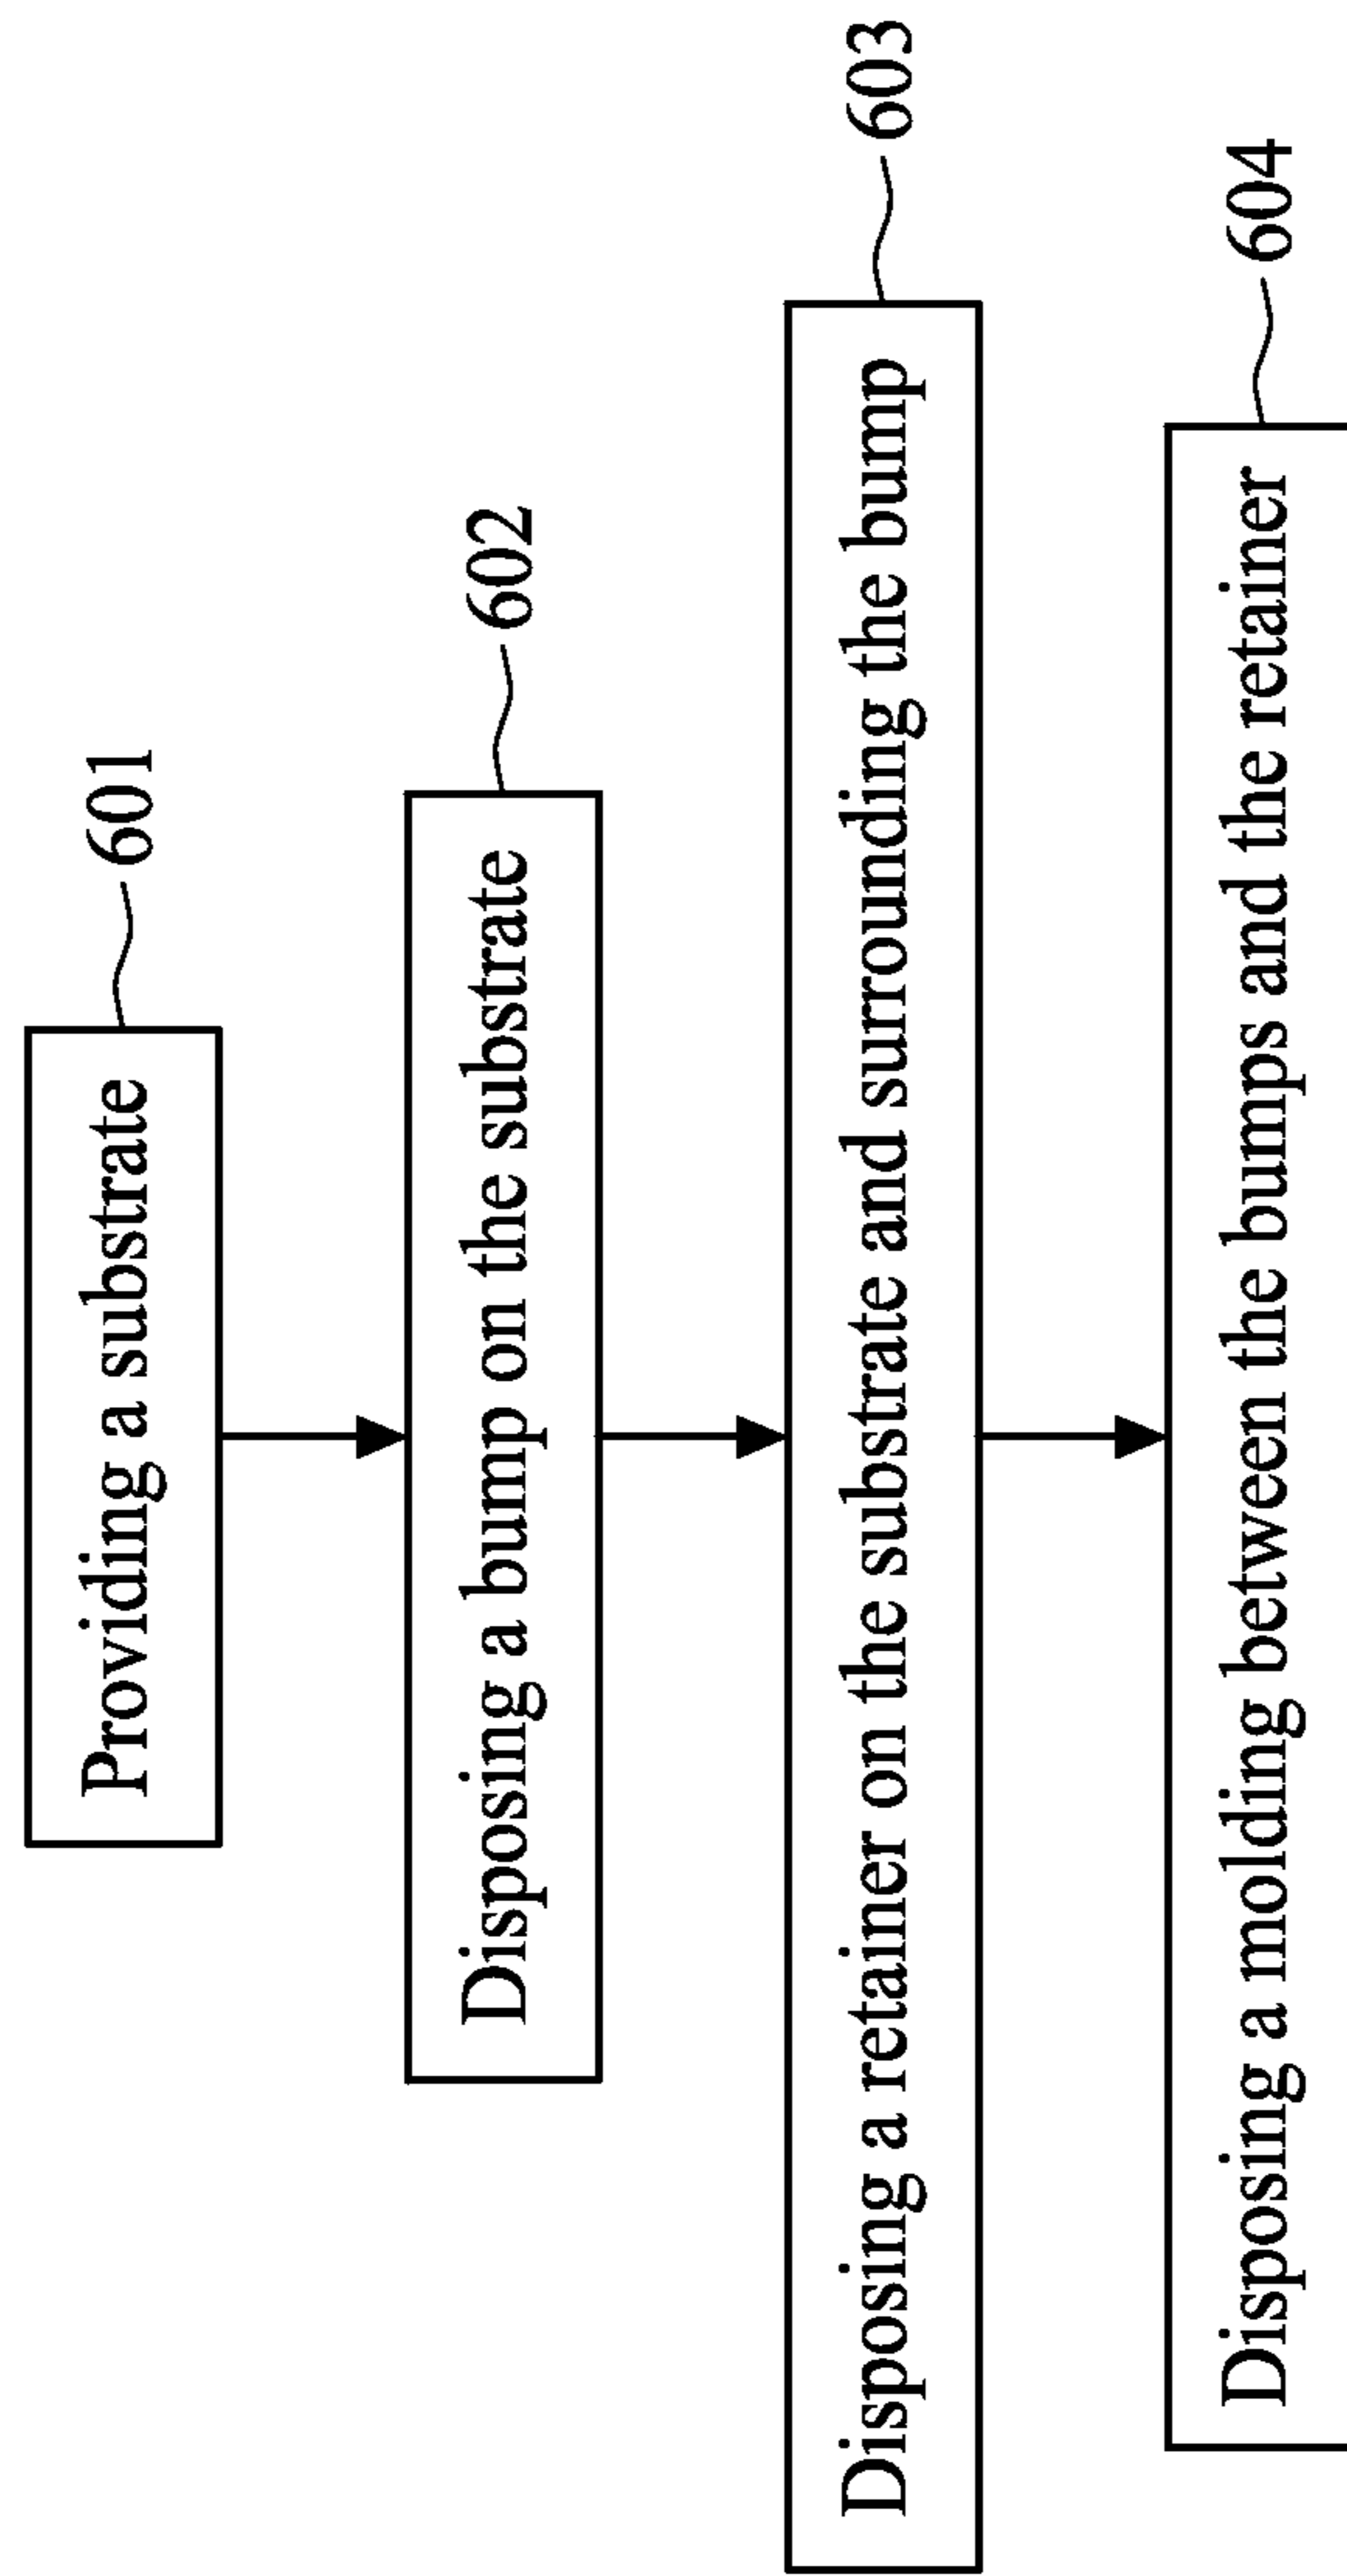 Providing a substrate
601
Disposing a bump on the substrate
602
Disposing a retainer on the substrate and surrounding the bump
603
Disposing a molding between the bumps and the retainer
604